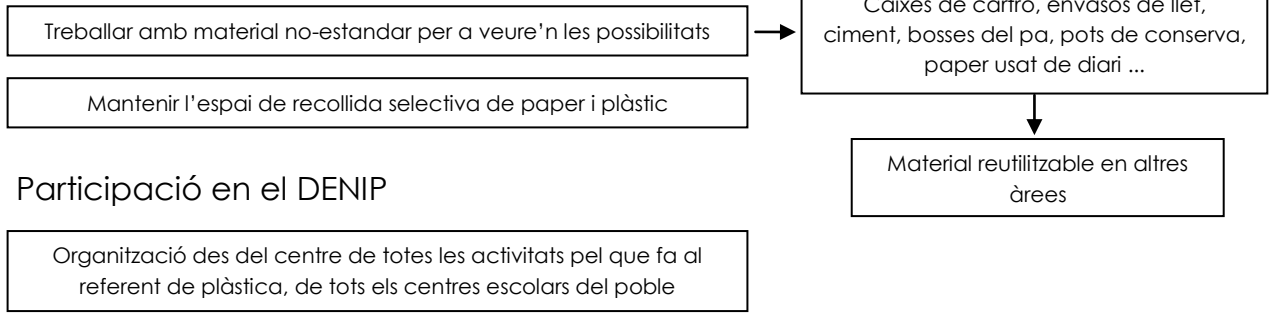 Treballar amb material no-estandar per a veure'n les possibilitats
Caixes de cartró, envasos de llet,
ciment, bosses del pa, pots de conserva,
paper usat de diari ...
Mantenir l'espai de recollida selectiva de paper i plàstic
Material reutilitzable en altres
àrees
Participació en el DENIP
Organització des del centre de totes les activitats pel que fa al
referent de plàstica, de tots els centres escolars del poble